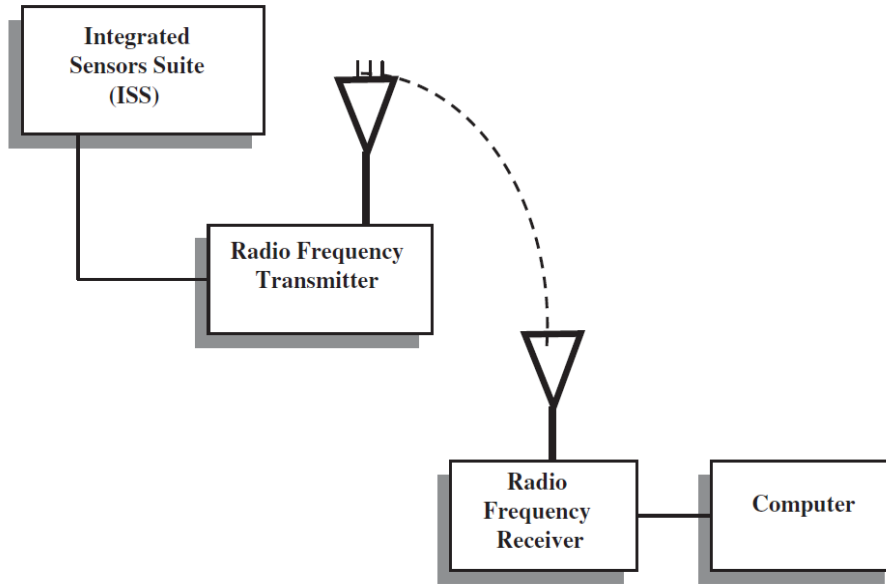 Integrated
Sensors Suite
(ISS)
Radio Frequency
Transmitter
Radio
Frequency
Receiver
Computer